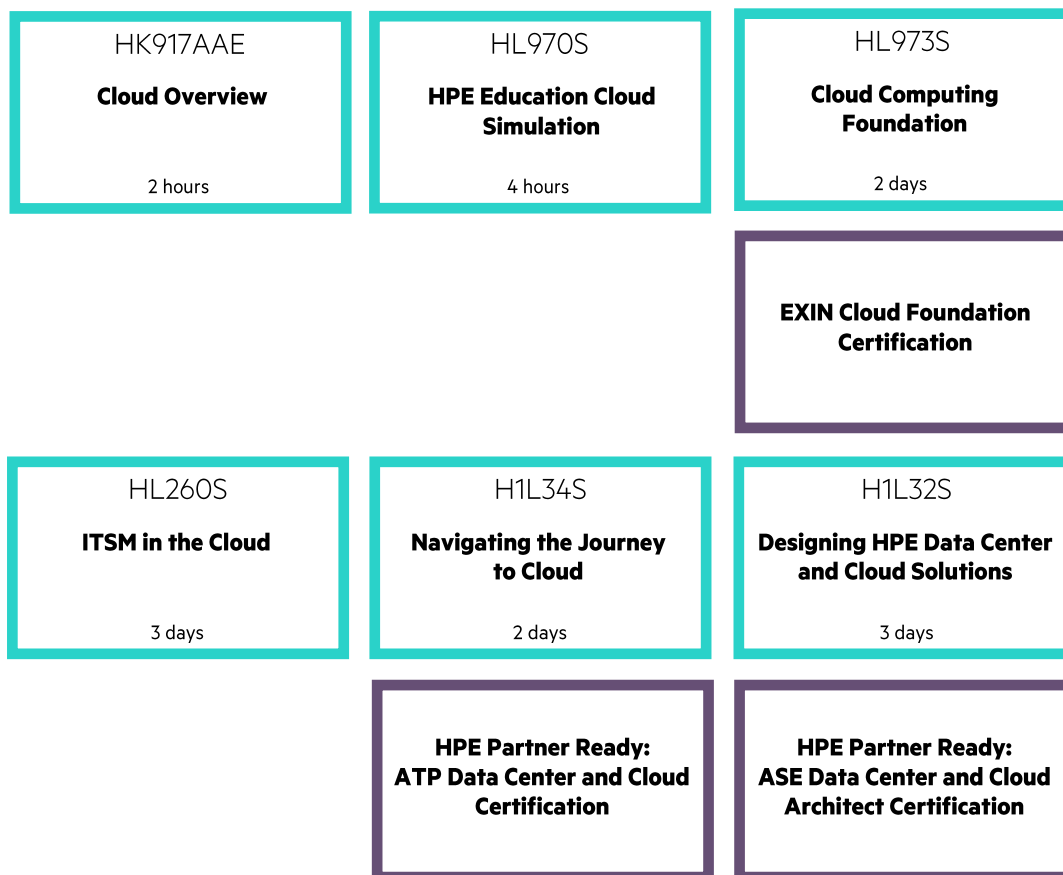 HK917AAE
Cloud Overview
2 hours
HL970S
HPE Education Cloud
Simulation
4 hours
HL973S
Cloud Computing
Foundation
2 days
EXIN Cloud Foundation
Certification
HL260S
ITSM in the Cloud
3 days
H1L34S
Navigating the Journey
to Cloud
2 days
H1L32S
Designing HPE Data Center
and Cloud Solutions
3 days
HPE Partner Ready:
ATP Data Center and Cloud
Certification
HPE Partner Ready:
ASE Data Center and Cloud
Architect Certification